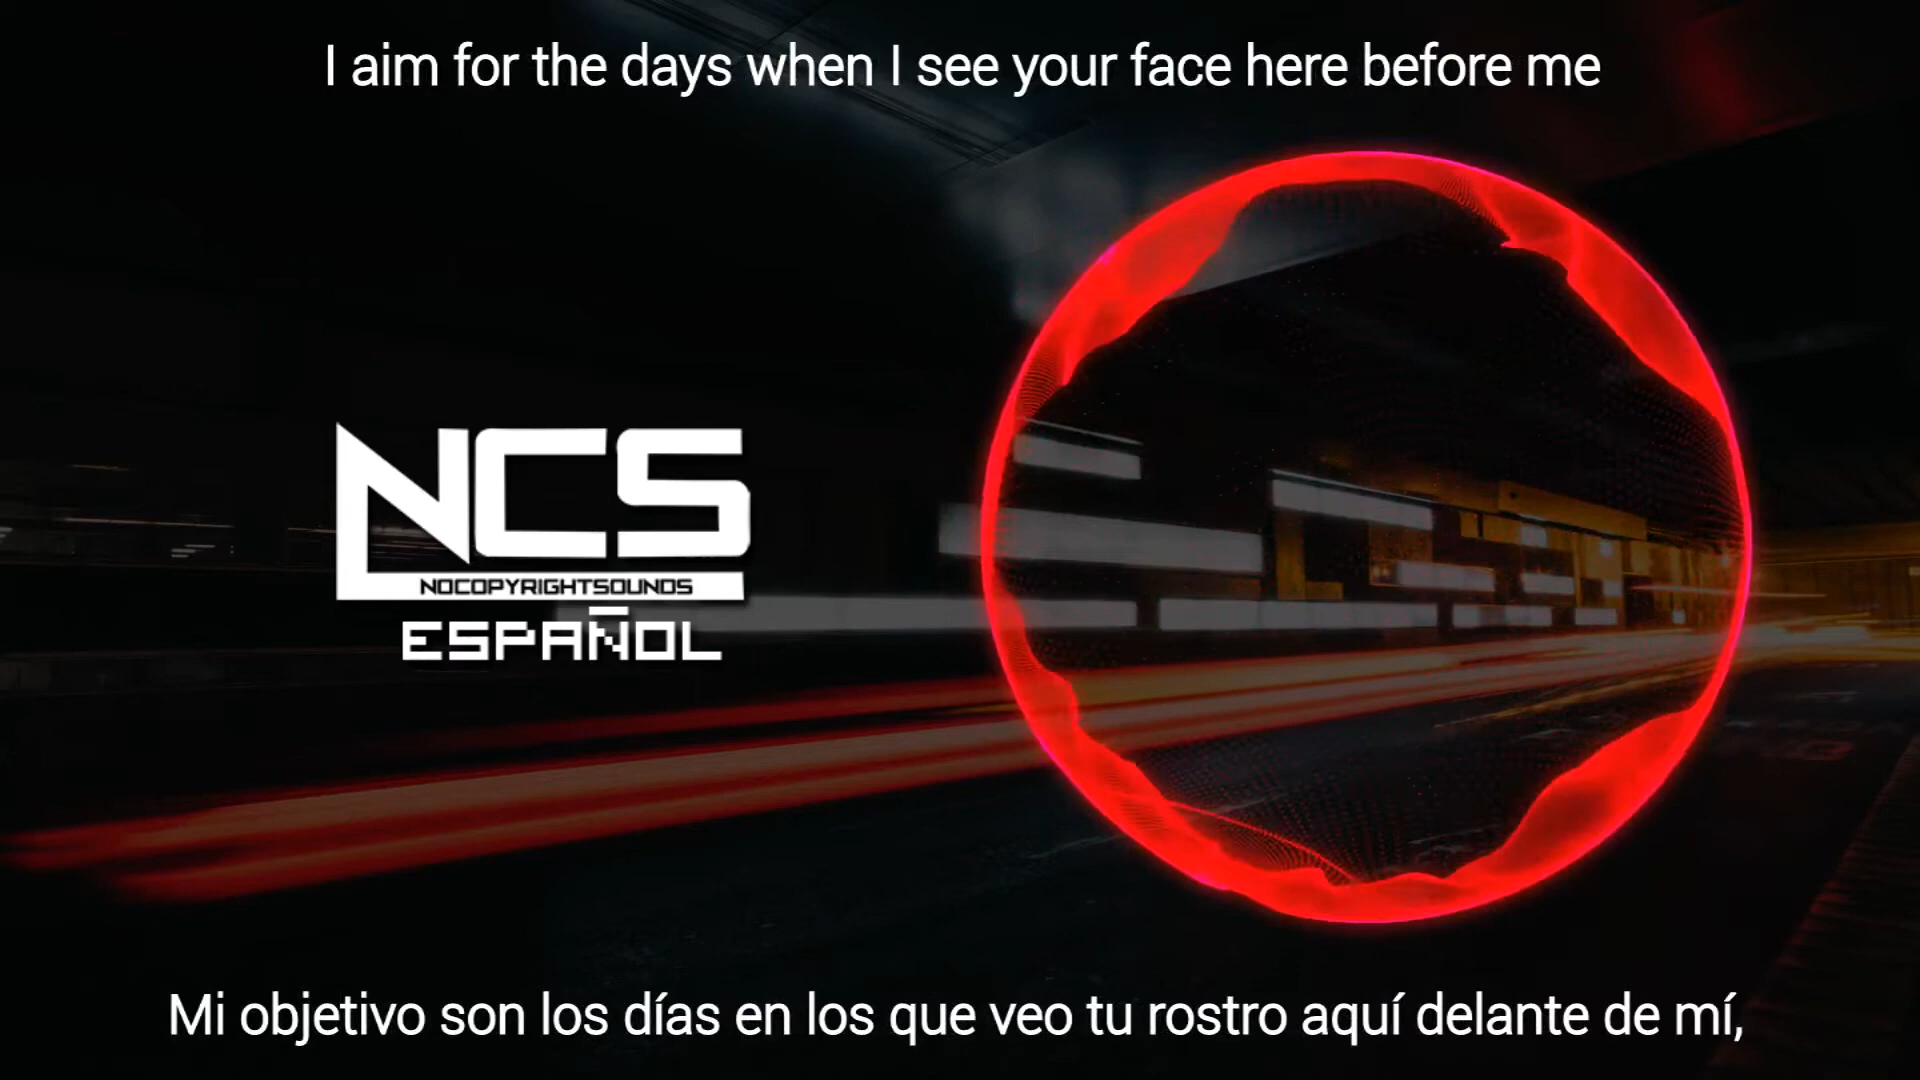 I aim for the days when I see your face here before me
NCS
NOCOPYRIGHTSOUNDS
ESPAÑOL
Mi objetivo son los días en los que veo tu rostro aquí delante de mí,